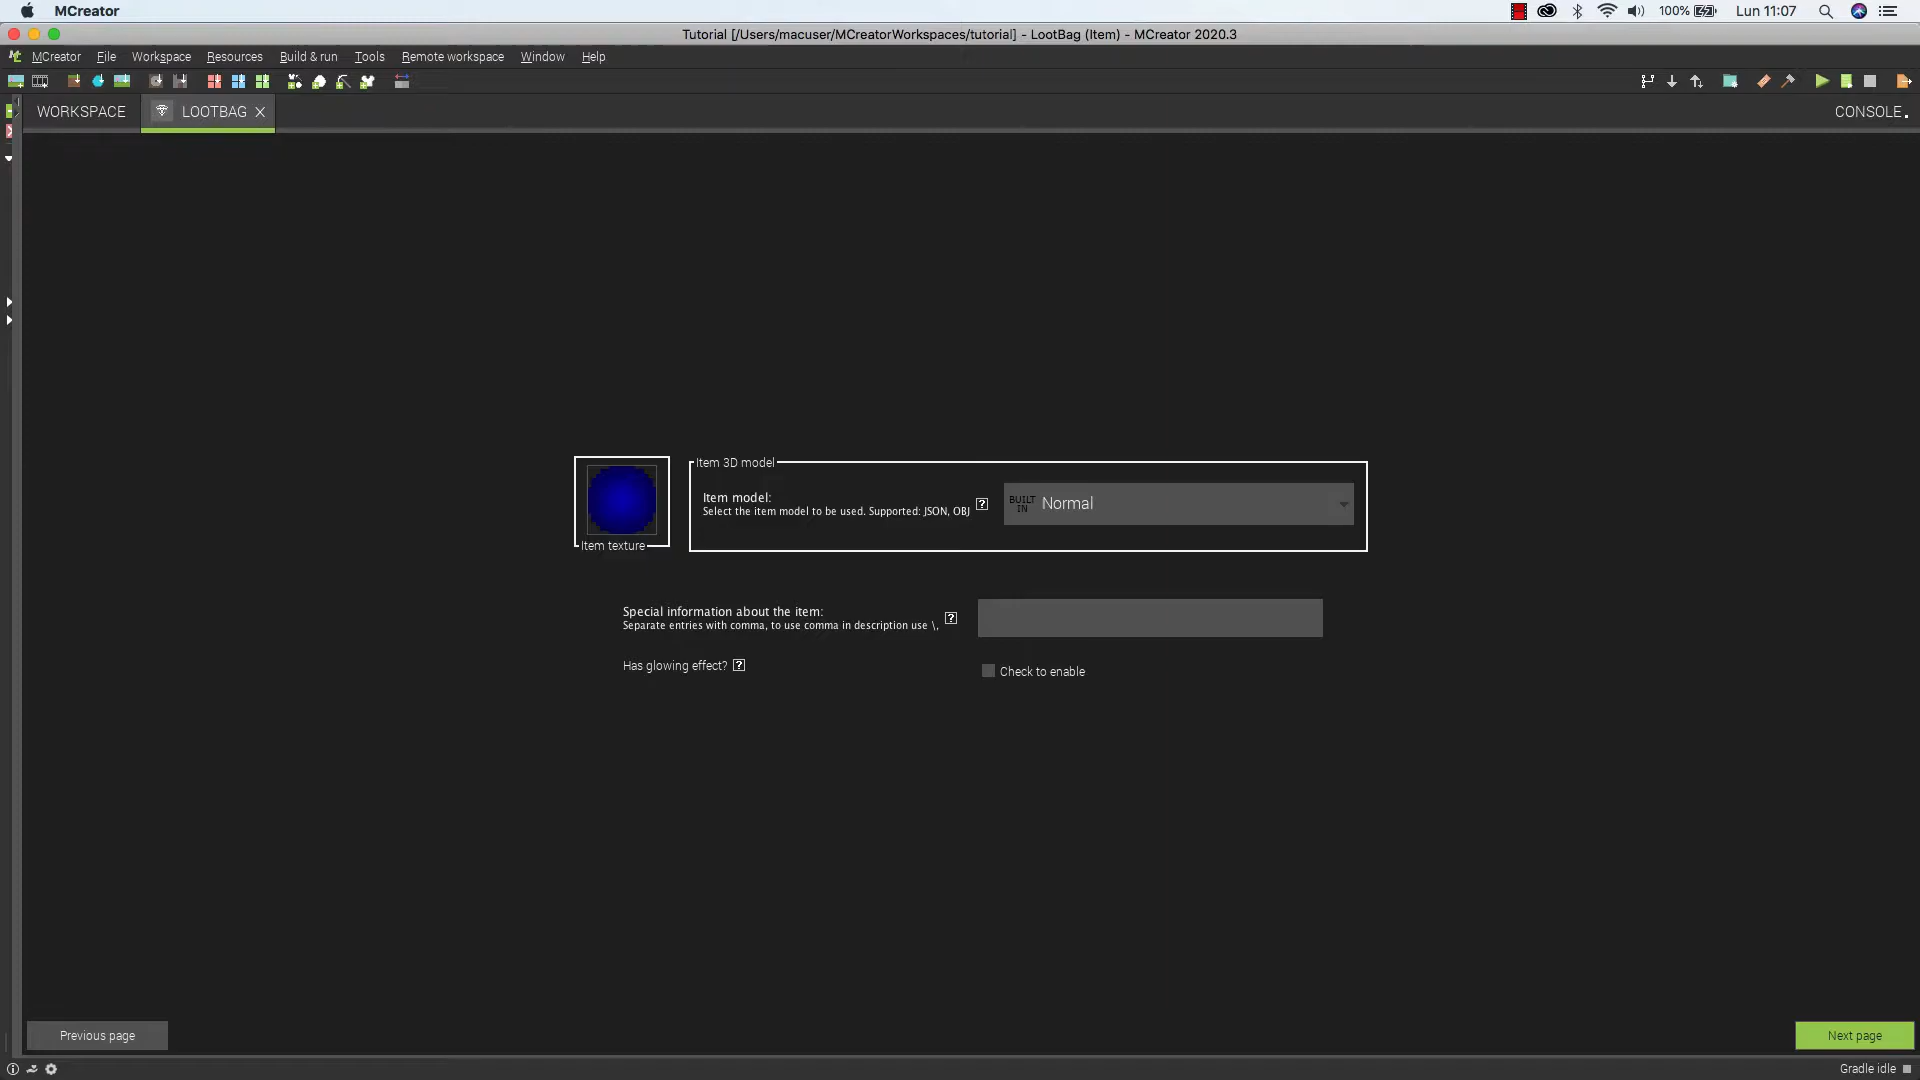 MCreator
100%
Lun 11:07
Tutorial [/Users/macuser/MCreatorWorkspaces/tutorial] - LootBag (Item) - MCreator 2020.3
MCreator File Workspace Resources Build & run Tools Remote workspace Window Help
WORKSPACE
LOOTBAG
CONSOLE
Item texture
Item 3D model
Item model:
Select the item model to be used. Supported: JSON, OBJ
?
BUILT IN
Normal
Special information about the item:
Separate entries with comma, to use comma in description use \,
?
Has glowing effect? ?
Check to enable
Previous page
Next page
Gradle idle